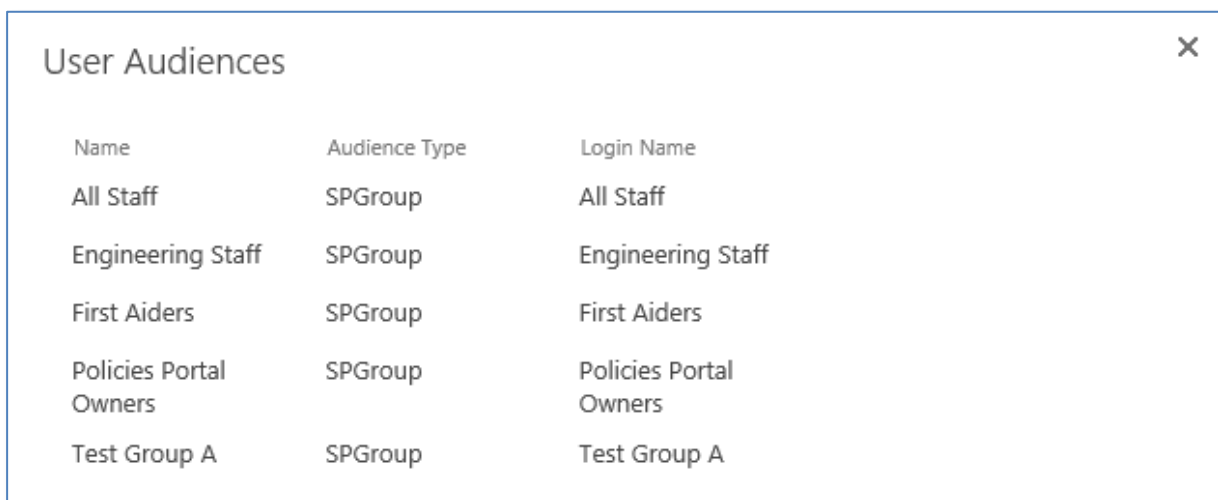 User Audiences
Name Audience Type Login Name
All Staff SPGroup All Staff
Engineering Staff SPGroup Engineering Staff
First Aiders SPGroup First Aiders
Policies Portal SPGroup Policies Portal
Owners Owners
Test Group A SPGroup Test Group A